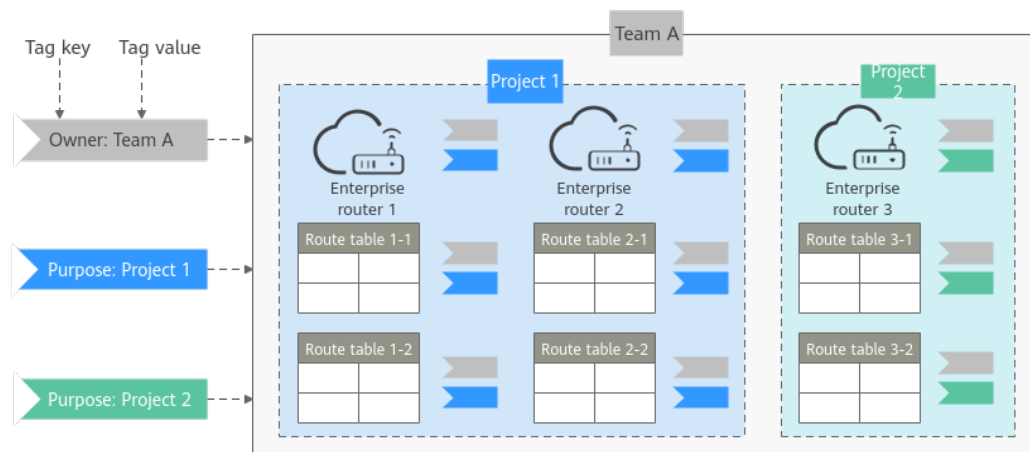 Tag key
Tag value
Owner: Team A
Purpose: Project 1
Purpose: Project 2
Team A
Project 1
Enterprise
router 1
Enterprise
router 2
Route table 1-1
Route table 2-1
Route table 1-2
Route table 2-2
Project
2
Enterprise
router 3
Route table 3-1
Route table 3-2